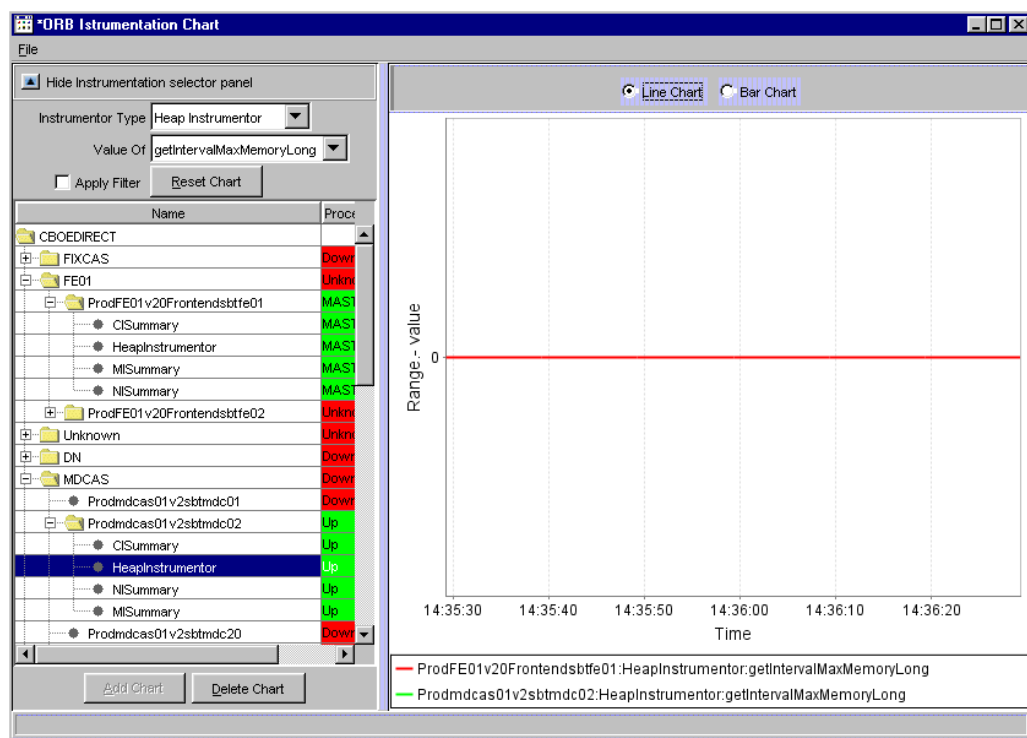 *ORB Istrumentation Chart
File
Hide Instrumentation selector panel
Instrumentor Type Heap Instrumentor
Value Of getIntervalMaxMemoryLong
Apply Filter Reset Chart
Name Proce
CBOEDIRECT
FIXCAS Down
FE01 Unkno
ProdFE01v20Frontendsbtfe01 MAST
CISummary MAST
HeapInstrumentor MAST
MISummary MAST
NISummary MAST
ProdFE01v20Frontendsbtfe02 Unkno
Unknown Unkno
DN Down
MDCAS Down
Prodmdcas01v2sbtmdc01 Down
Prodmdcas01v2sbtmdc02 Up
CISummary Up
HeapInstrumentor Up
NISummary Up
MISummary Up
Prodmdcas01v2sbtmdc20 Down
Add Chart Delete Chart
Line Chart Bar Chart
Range.- value
0
14:35:30 14:35:40 14:35:50 14:36:00 14:36:10 14:36:20
Time
ProdFE01v20Frontendsbtfe01:HeapInstrumentor:getIntervalMaxMemoryLong
Prodmdcas01v2sbtmdc02:HeapInstrumentor:getIntervalMaxMemoryLong